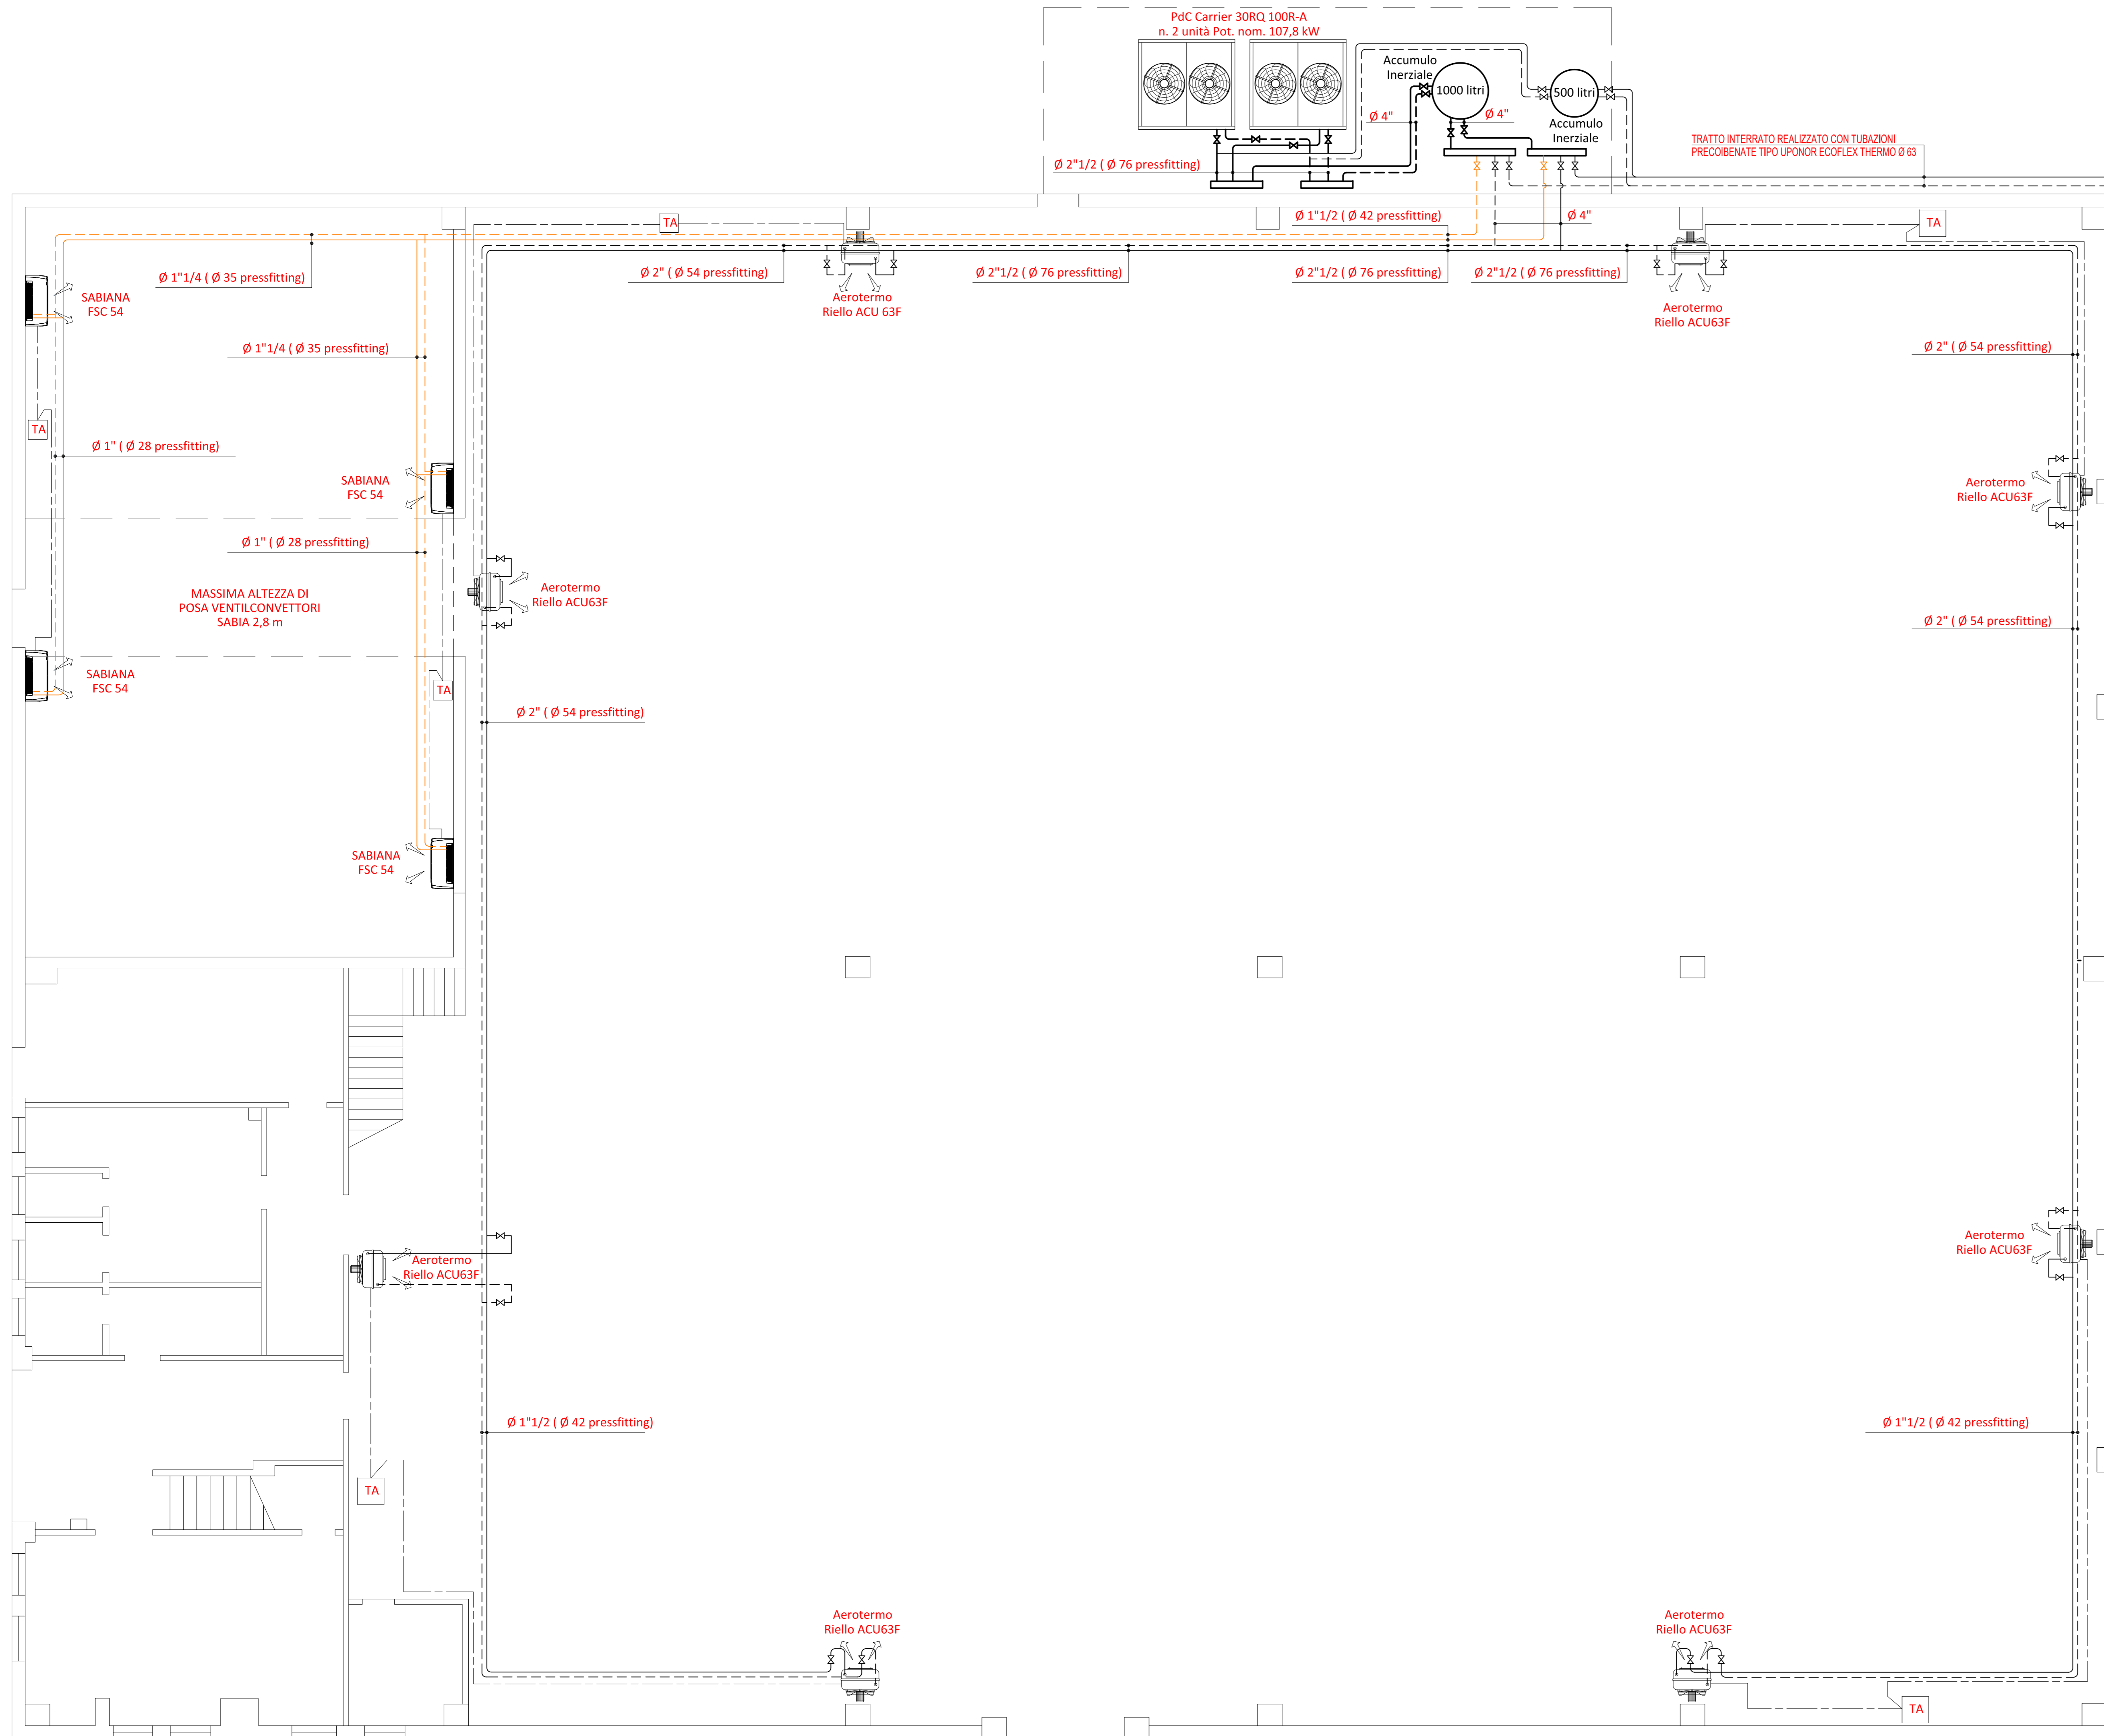 PdC Carrier 30RQ 100R-A
n. 2 unità Pot. nom. 107,8 kW
Accumulo
Inerziale
1000 litri
500 litri
Accumulo
Inerziale
Ø 4"
Ø 4"
Ø 2"1/2 ( Ø 76 pressfitting)
TRATTO INTERRATO REALIZZATO CON TUBAZIONI
PRECOIBENATE TIPO UPONOR ECOFLEX THERMO Ø 63
TA
Ø 1"1/2 ( Ø 42 pressfitting)
Ø 4"
TA
Ø 1"1/4 ( Ø 35 pressfitting)
Ø 2" ( Ø 54 pressfitting)
Ø 2"1/2 ( Ø 76 pressfitting)
Ø 2"1/2 ( Ø 76 pressfitting)
Ø 2"1/2 ( Ø 76 pressfitting)
SABIANA
FSC 54
Aerotermo
Riello ACU 63F
Aerotermo
Riello ACU63F
Ø 1"1/4 ( Ø 35 pressfitting)
Ø 2" ( Ø 54 pressfitting)
TA
Ø 1" ( Ø 28 pressfitting)
SABIANA
FSC 54
Aerotermo
Riello ACU63F
Ø 1" ( Ø 28 pressfitting)
MASSIMA ALTEZZA DI
POSA VENTILCONVETTORI
SABIA 2,8 m
Aerotermo
Riello ACU63F
Ø 2" ( Ø 54 pressfitting)
SABIANA
FSC 54
TA
Ø 2" ( Ø 54 pressfitting)
SABIANA
FSC 54
Aerotermo
Riello ACU63F
Aerotermo
Riello ACU63F
Ø 1"1/2 ( Ø 42 pressfitting)
Ø 1"1/2 ( Ø 42 pressfitting)
TA
Aerotermo
Riello ACU63F
Aerotermo
Riello ACU63F
TA